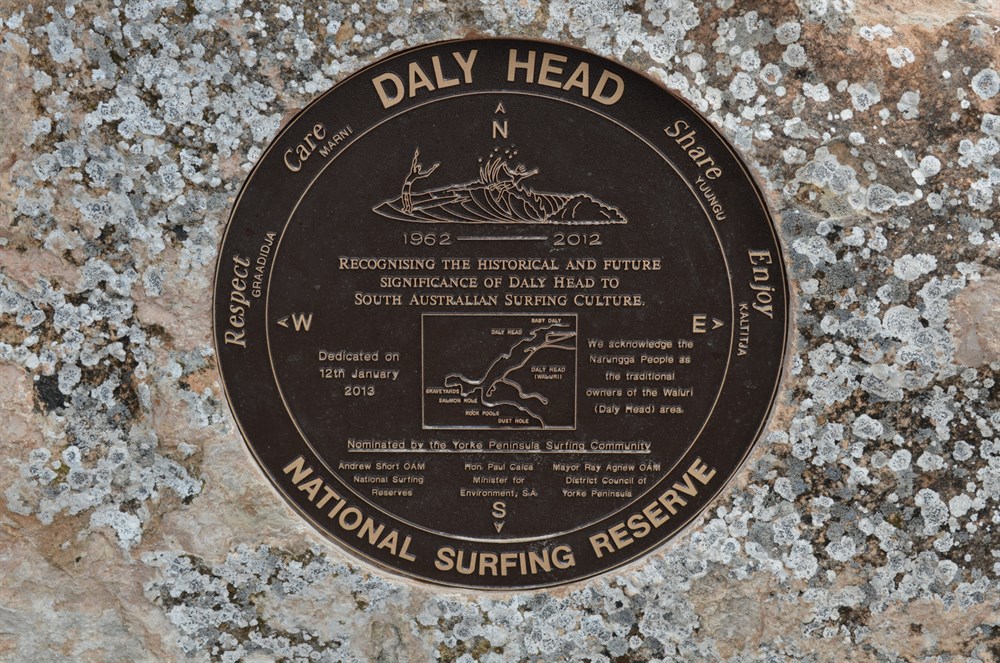 DALY HEAD
Care
MARNI
Share
YUUNGU
Respect
GRAADIDJA
Enjoy
KALTITJA
N
1962 2012
RECOGNISING THE HISTORICAL AND FUTURE
SIGNIFICANCE OF DALY HEAD TO
SOUTH AUSTRALIAN SURFING CULTURE.
W
E
Dedicated on
12th January
2013
BABY DALY
DALY HEAD
DALY HEAD
(WALURI)
GRAVEYARDS
SALMON HOLE
ROCK POOLS
DUST HOLE
We acknowledge the
Narungga People as
the traditional
owners of the Waluri
(Daly Head) area.
Nominated by the Yorke Peninsula Surfing Community
Andrew Short OAM
National Surfing
Reserves
Hon. Paul Caica
Minister for
Environment, S.A.
Mayor Ray Agnew OAM
District Council of
Yorke Peninsula
S
NATIONAL SURFING RESERVE